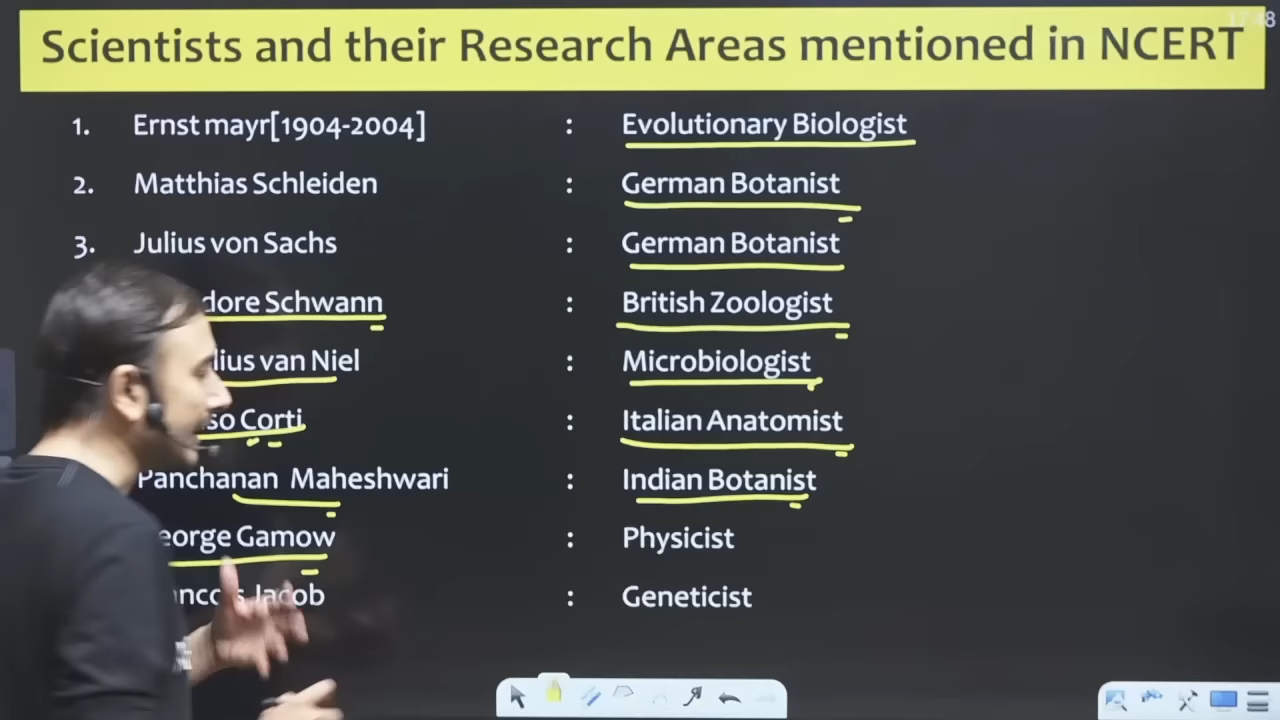 17:48
Scientists and their Research Areas mentioned in NCERT
1. Ernst mayr[1904-2004] : Evolutionary Biologist
2. Matthias Schleiden : German Botanist
3. Julius von Sachs : German Botanist
dore Schwann : British Zoologist
lius van Niel : Microbiologist
so Corti : Italian Anatomist
Panchanan Maheshwari : Indian Botanist
eorge Gamow : Physicist
Jacob : Geneticist